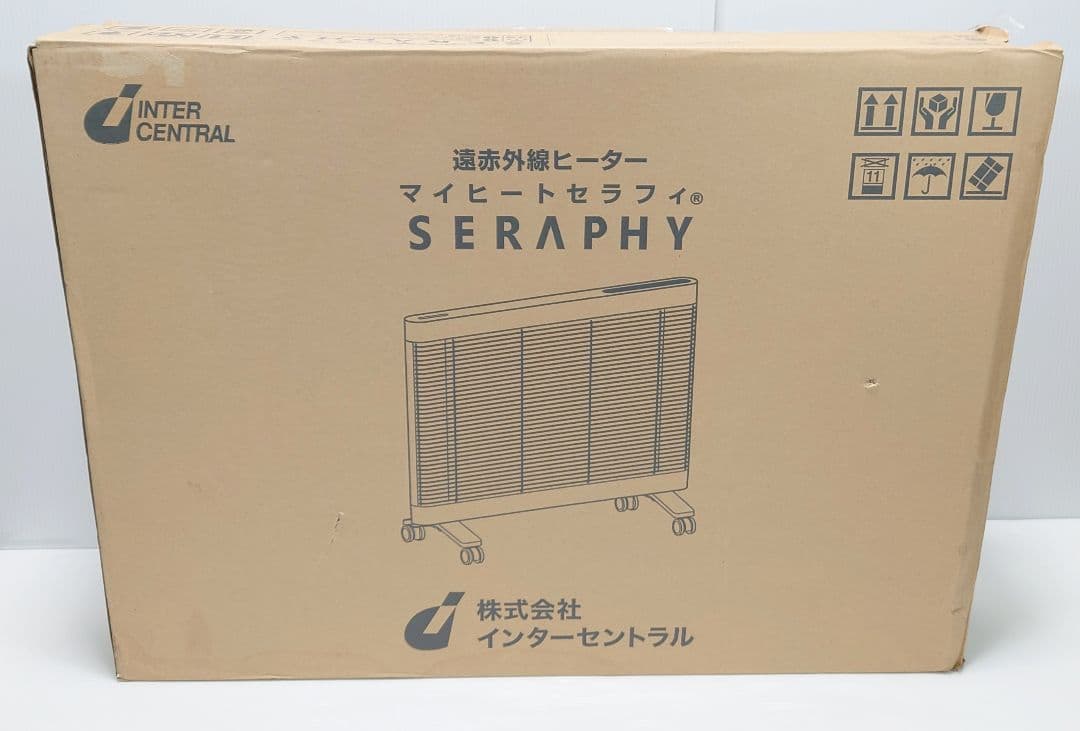 INTER
CENTRAL
遠赤外線ヒーター
マイヒートセラフィ®
SERAPHY
11
株式会社
インターセントラル